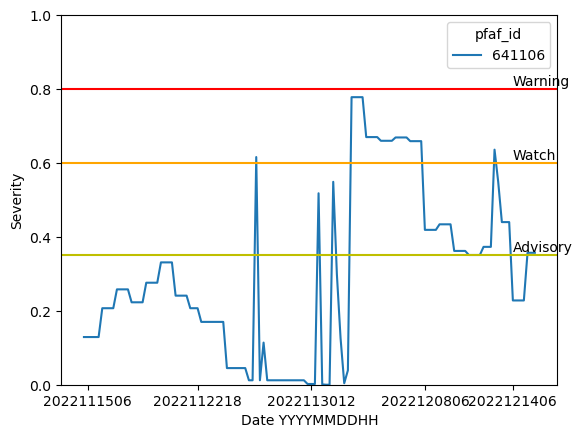 1.0
pfaf_id
641106
Warning
0.8
Watch
0.6
Severity
0.4
Advisory
0.2
0.0
2022111506 2022112218 2022113012 2022120806 2022121406
Date YYYYMMDDHH